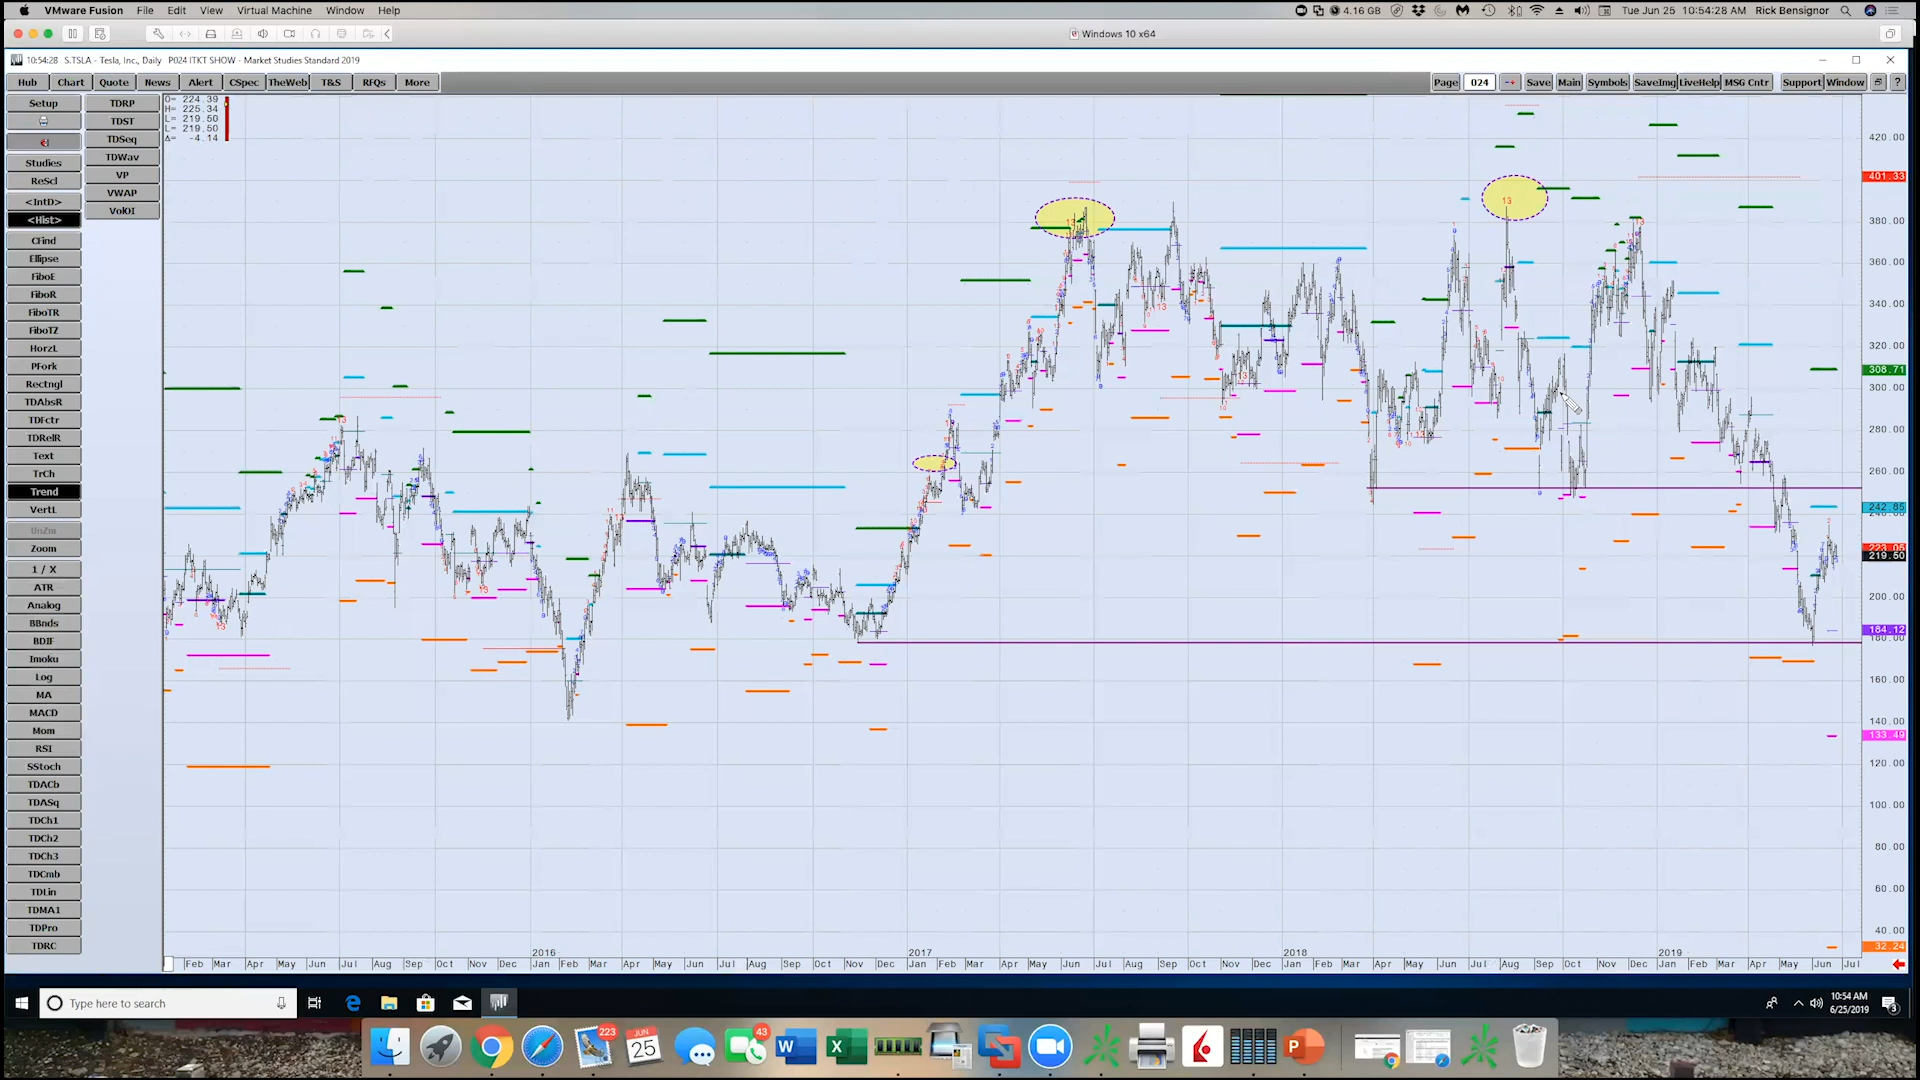 VMware Fusion File Edit View Virtual Machine Window Help
4.16 GB Tue Jun 25 10:54:28 AM Rick Bensignor
Windows 10 x64
10:54:28 S.TSLA - Tesla, Inc., Daily P024 ITKT SHOW - Market Studies Standard 2019
Hub Chart Quote News Alert CSpec TheWeb T&S RFQs More
Page 024 Save Main Symbols SaveImg LiveHelp MSG Cntr Support Window ?
Setup
Studies
ReScl
<IntD>
<Hist>
CFind
Ellipse
FiboE
FiboR
FiboTR
FiboTZ
HorzL
PFork
Rectngl
TDAbsR
TDFctr
TDRelR
Text
TrCh
Trend
VertL
UnZm
Zoom
1 / X
ATR
Analog
BBnds
BDIF
Imoku
Log
MA
MACD
Mom
RSI
SStoch
TDACb
TDASq
TDCh1
TDCh2
TDCh3
TDCmb
TDLin
TDMA1
TDPro
TDRC
TDRP
TDST
TDSeq
TDWav
VP
VWAP
VolOI
O= 224.39
H= 225.34
L= 219.50
L= 219.50
Δ= -4.14
420.00
401.33
380.00
360.00
340.00
320.00
308.71
300.00
280.00
260.00
242.85
219.50
200.00
184.12
160.00
140.00
133.49
120.00
100.00
80.00
60.00
40.00
32.24
2016 2017 2018 2019
Feb Mar Apr May Jun Jul Aug Sep Oct Nov Dec Jan Feb Mar Apr May Jun Jul Aug Sep Oct Nov Dec Jan Feb Mar Apr May Jun Jul Aug Sep Oct Nov Dec Jan Feb Mar Apr May Jun Jul Aug Sep Oct Nov Dec Jan Feb Mar Apr May Jun Jul
Type here to search
10:54 AM
6/25/2019
3
223
JUN
25
43
W
X
P